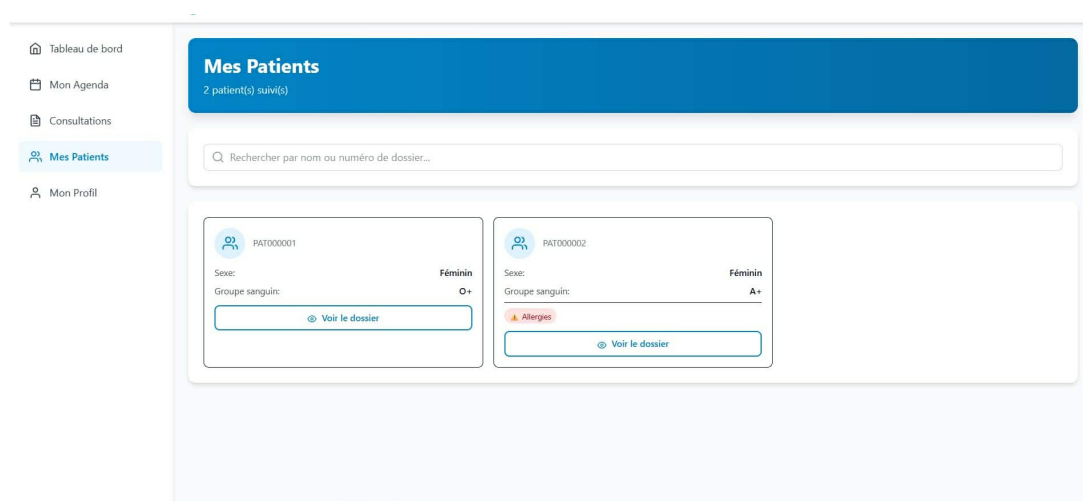 Tableau de bord
Mon Agenda
Consultations
Mes Patients
Mon Profil
Mes Patients
2 patient(s) suivi(s)
Rechercher par nom ou numéro de dossier...
PAT000001
Sexe: Féminin
Groupe sanguin: O+
Voir le dossier
PAT000002
Sexe: Féminin
Groupe sanguin: A+
Allergies
Voir le dossier